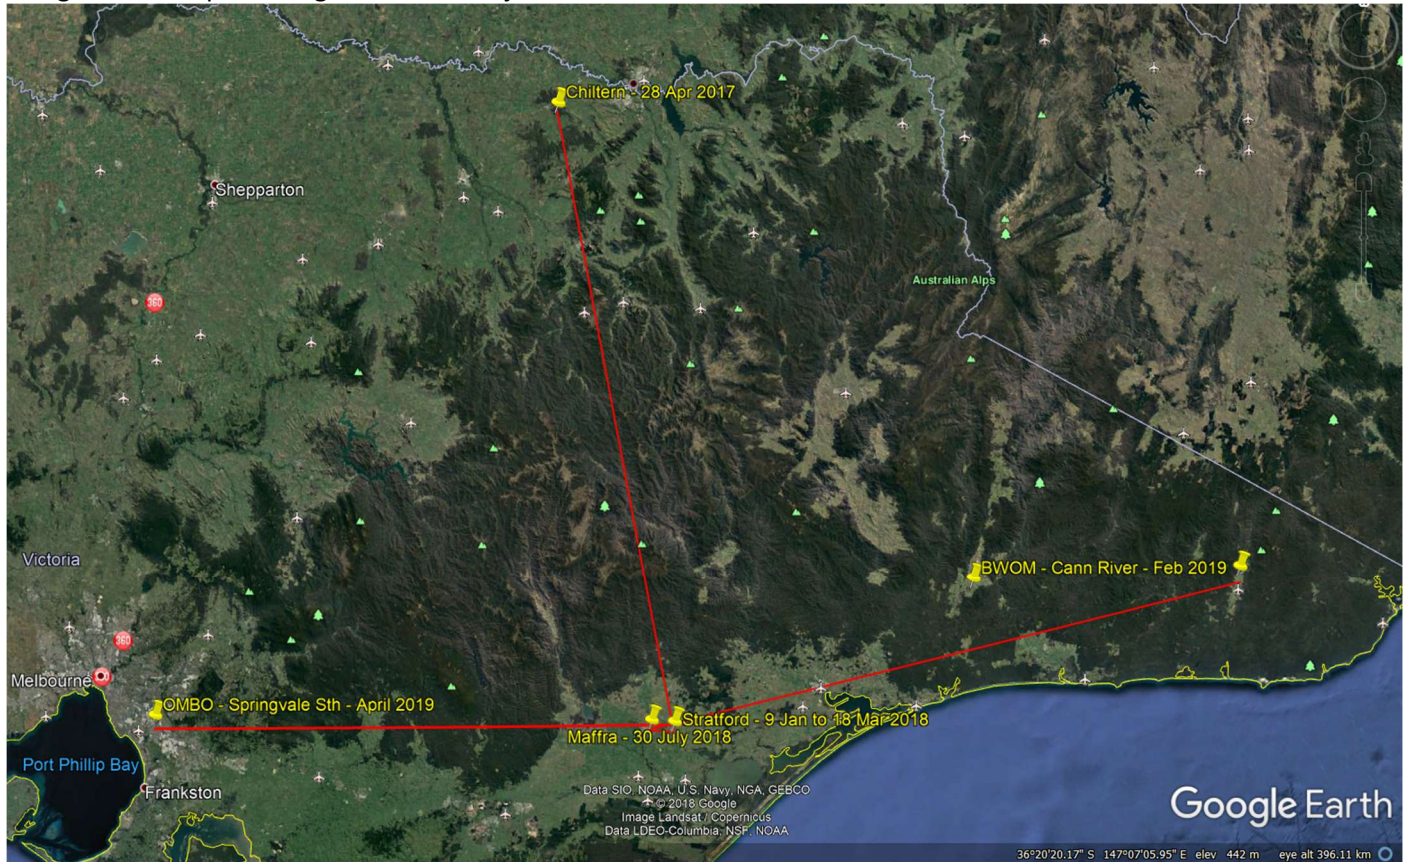 Chiltern - 28 Apr 2017
Shepparton
360
Australian Alps
Victoria
BWOM - Cann River - Feb 2019
360
Melbourne
OMBO - Springvale Sth - April 2019
Stratford - 9 Jan to 18 Mar 2018
Maffra - 30 July 2018
Port Phillip Bay
Frankston
Data SIO, NOAA, U.S. Navy, NGA, GEBCO
© 2018 Google
Image Landsat / Copernicus
Data LDEO-Columbia, NSF, NOAA
Google Earth
36°20'20.17" S 147°07'05.95" E elev 442 m eye alt 396.11 km